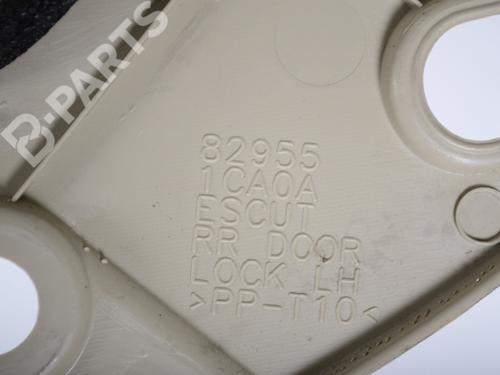 B-PARTS
82955
1CA0A
ESCUT
RR DOOR
LOCK LH
>PP-T10<